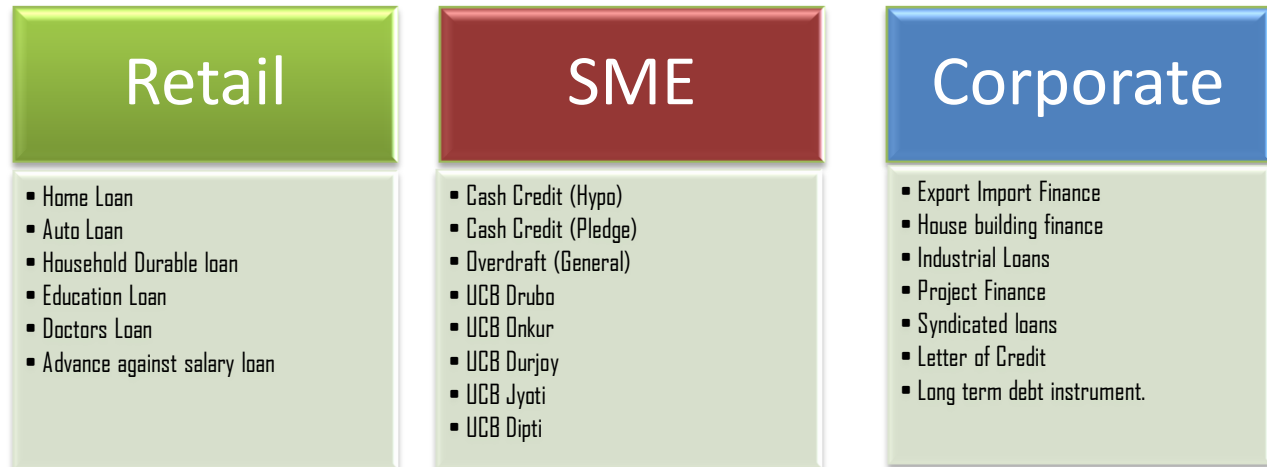 Retail
▪ Home Loan
▪ Auto Loan
▪ Household Durable loan
▪ Education Loan
▪ Doctors Loan
▪ Advance against salary loan
SME
▪ Cash Credit (Hypo)
▪ Cash Credit (Pledge)
▪ Overdraft (General)
▪ UCB Drubo
▪ UCB Onkur
▪ UCB Durjoy
▪ UCB Jyoti
▪ UCB Dipti
Corporate
▪ Export Import Finance
▪ House building finance
▪ Industrial Loans
▪ Project Finance
▪ Syndicated loans
▪ Letter of Credit
▪ Long term debt instrument.